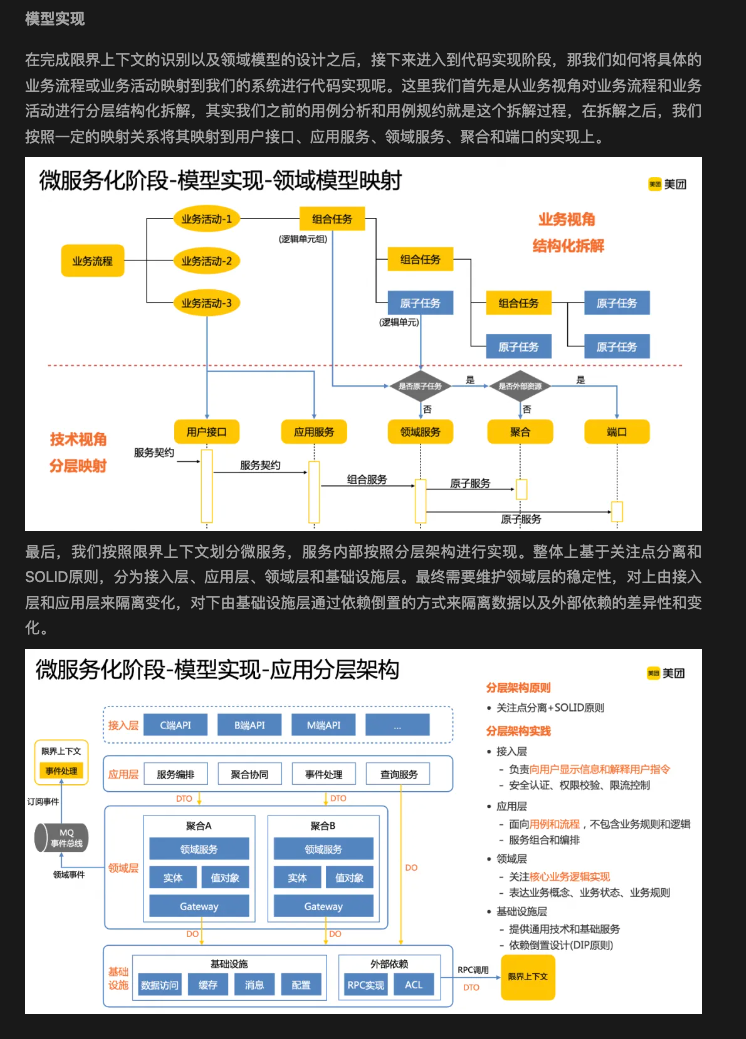 模型实现
在完成限界上下文的识别以及领域模型的设计之后，接下来进入到代码实现阶段，那我们如何将具体的
业务流程或业务活动映射到我们的系统进行代码实现呢。这里我们首先是从业务视角对业务流程和业务
活动进行分层结构化拆解，其实我们之前的用例分析和用例规约就是这个拆解过程，在拆解之后，我们
按照一定的映射关系将其映射到用户接口、应用服务、领域服务、聚合和端口的实现上。
微服务化阶段-模型实现-领域模型映射
美团 美团
业务活动-1
组合任务
(逻辑单元组)
业务视角
结构化拆解
业务流程
业务活动-2
组合任务
业务活动-3
原子任务
(逻辑单元)
组合任务
原子任务
原子任务
原子任务
是否原子任务
是
是否外部资源
是
否
否
技术视角
分层映射
用户接口
应用服务
领域服务
聚合
端口
服务契约
服务契约
组合服务
原子服务
原子服务
最后，我们按照限界上下文划分微服务，服务内部按照分层架构进行实现。整体上基于关注点分离和
SOLID原则，分为接入层、应用层、领域层和基础设施层。最终需要维护领域层的稳定性，对上由接入
层和应用层来隔离变化，对下由基础设施层通过依赖倒置的方式来隔离数据以及外部依赖的差异性和变
化。
微服务化阶段-模型实现-应用分层架构
美团 美团
接入层
C端API
B端API
M端API
...
限界上下文
事件处理
应用层
服务编排
聚合协同
事件处理
查询服务
订阅事件
DTO
DTO
MQ
事件总线
领域事件
领域层
聚合A
领域服务
实体
值对象
Gateway
聚合B
领域服务
实体
值对象
Gateway
DO
DO
DO
基础
设施
基础设施
数据访问
缓存
消息
配置
外部依赖
RPC实现
ACL
RPC调用
DTO
限界上下文
分层架构原则
• 关注点分离+SOLID原则
分层架构实践
• 接入层
- 负责向用户显示信息和解释用户指令
- 安全认证、权限校验、限流控制
• 应用层
- 面向用例和流程，不包含业务规则和逻辑
- 服务组合和编排
• 领域层
- 关注核心业务逻辑实现
- 表达业务概念、业务状态、业务规则
• 基础设施层
- 提供通用技术和基础服务
- 依赖倒置设计(DIP原则)